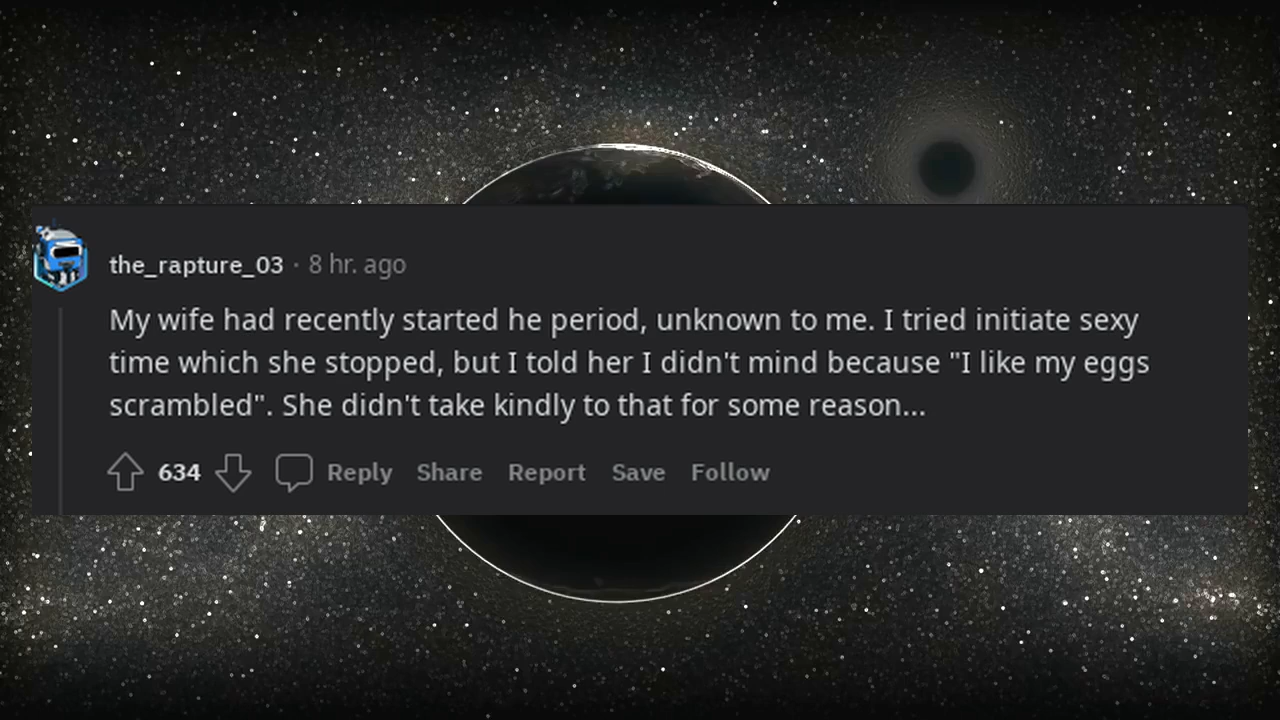 the_rapture_03 · 8 hr. ago
My wife had recently started he period, unknown to me. I tried initiate sexy
time which she stopped, but I told her I didn't mind because "I like my eggs
scrambled". She didn't take kindly to that for some reason...
634 Reply Share Report Save Follow